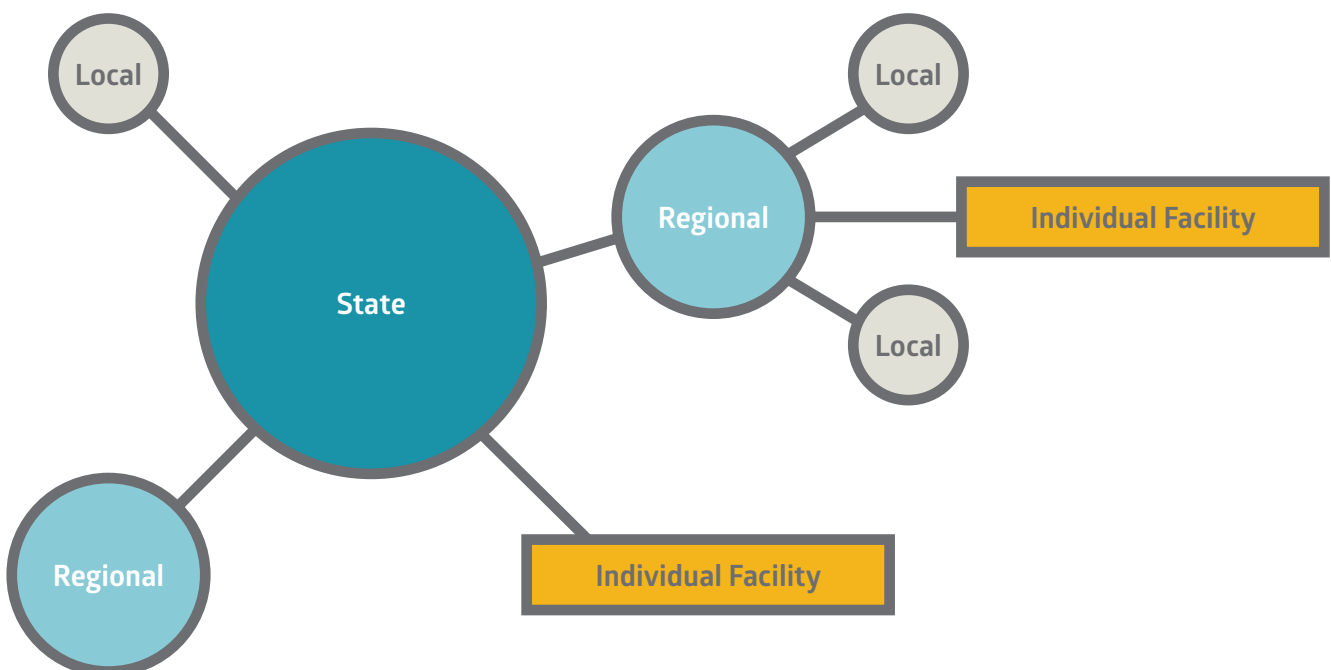 Local
Local
Regional
Individual Facility
State
Local
Regional
Individual Facility